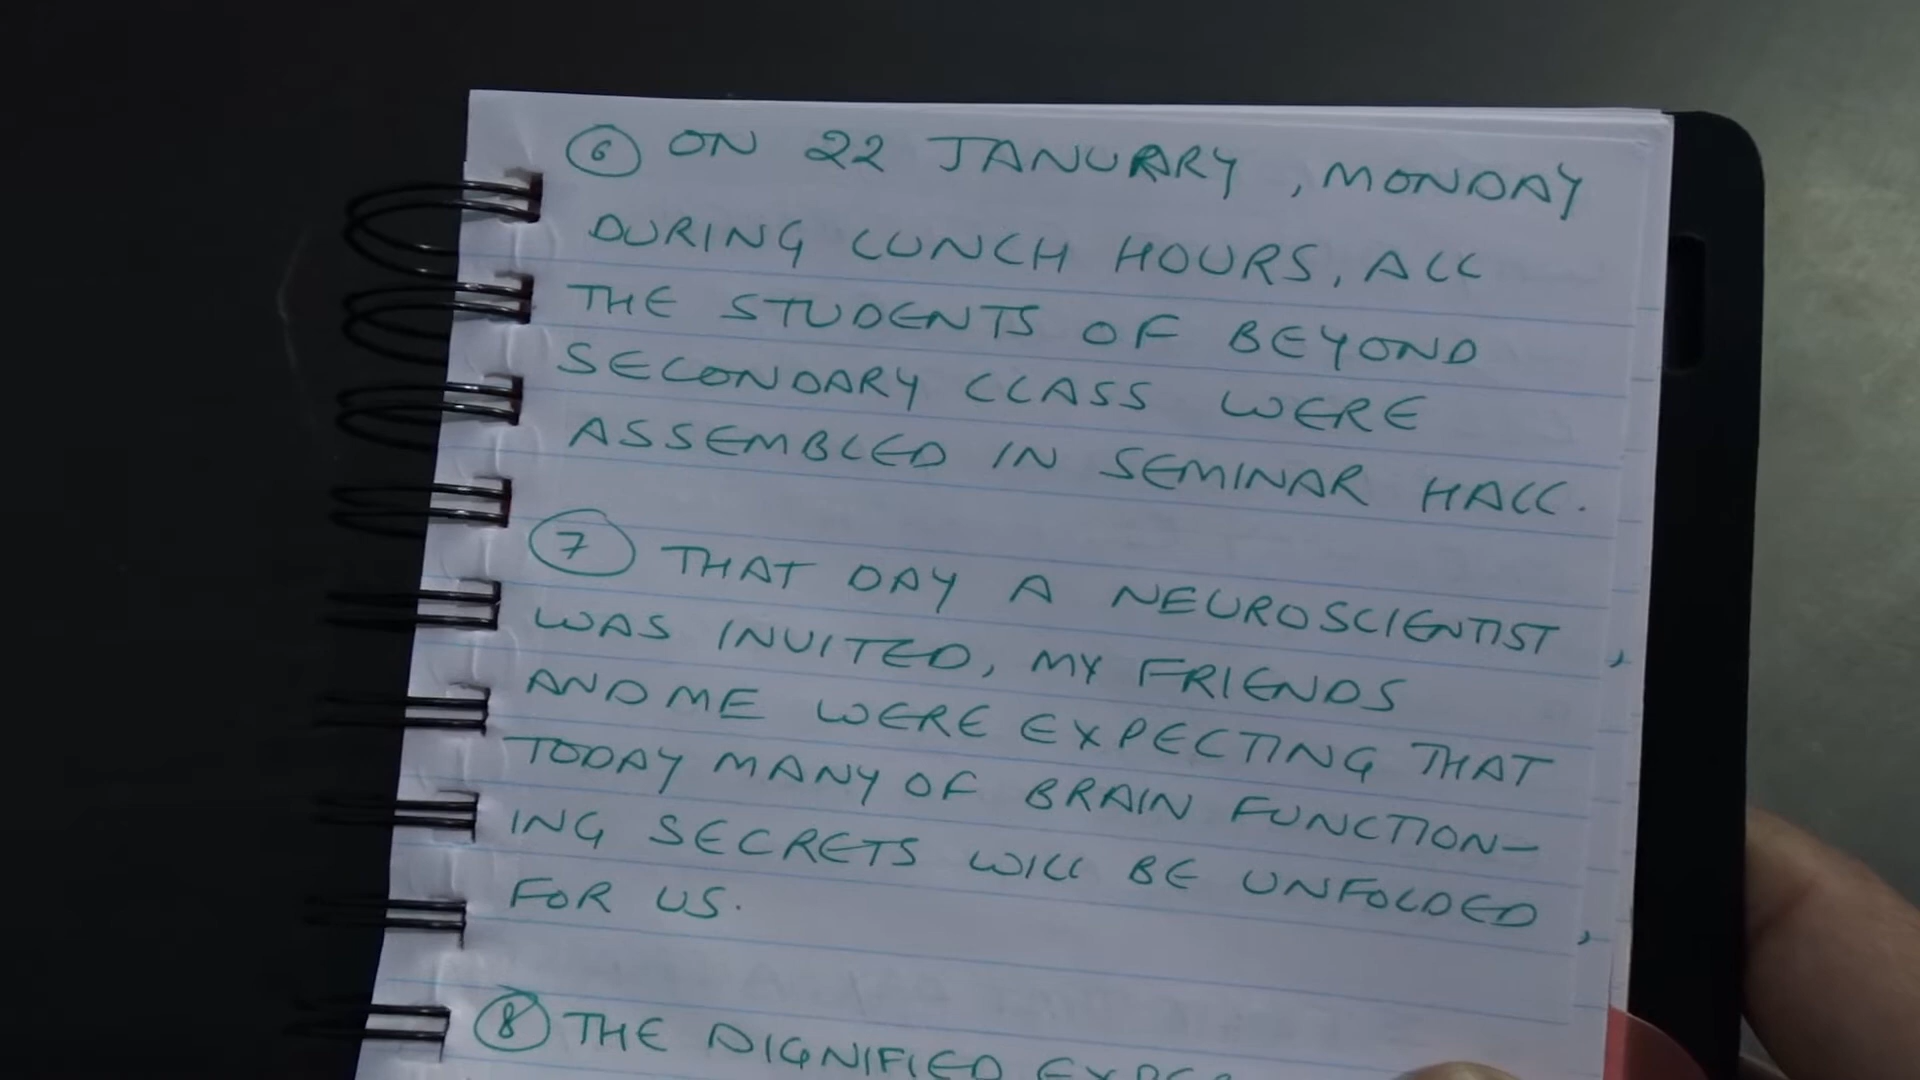 6 ON 22 JANUARY, MONDAY
DURING LUNCH HOURS, ALL
THE STUDENTS OF BEYOND
SECONDARY CLASS WERE
ASSEMBLED IN SEMINAR HALL.
7 THAT DAY A NEUROSCIENTIST,
WAS INVITED, MY FRIENDS
AND ME WERE EXPECTING THAT
TODAY MANY OF BRAIN FUNCTION-
ING SECRETS WILL BE UNFOLDED,
FOR US.
8 THE DIGNIFIED